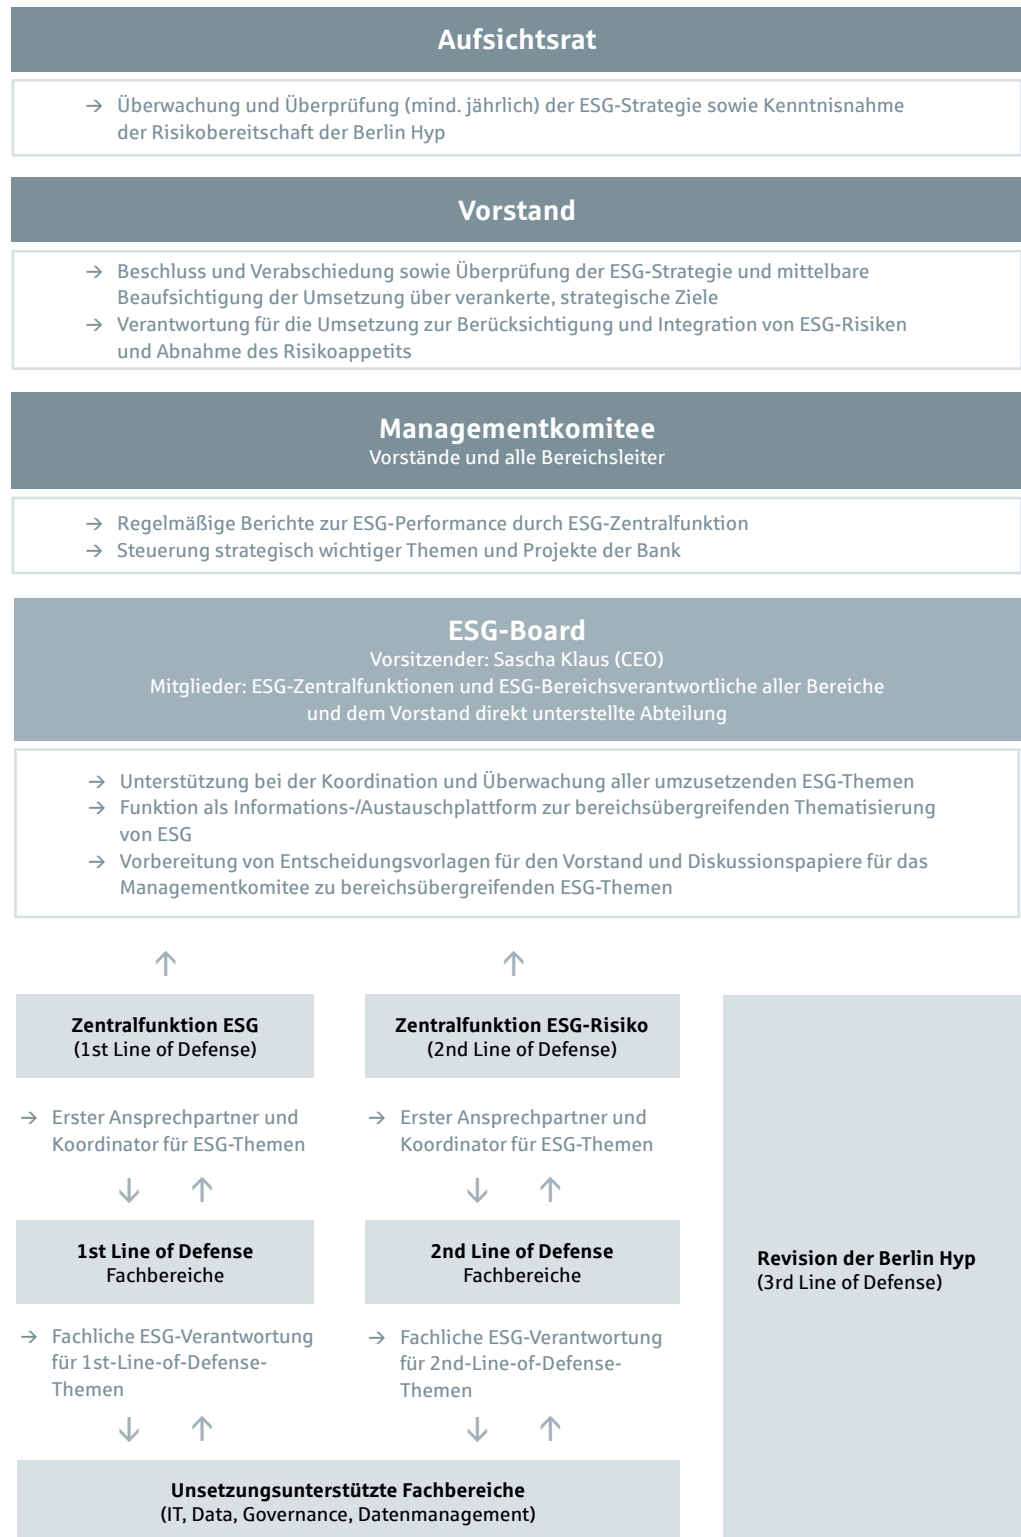 Aufsichtsrat
→ Überwachung und Überprüfung (mind. jährlich) der ESG-Strategie sowie Kenntnisnahme
der Risikobereitschaft der Berlin Hyp
Vorstand
→ Beschluss und Verabschiedung sowie Überprüfung der ESG-Strategie und mittelbare
Beaufsichtigung der Umsetzung über verankerte, strategische Ziele
→ Verantwortung für die Umsetzung zur Berücksichtigung und Integration von ESG-Risiken
und Abnahme des Risikoappetits
Managementkomitee
Vorstände und alle Bereichsleiter
→ Regelmäßige Berichte zur ESG-Performance durch ESG-Zentralfunktion
→ Steuerung strategisch wichtiger Themen und Projekte der Bank
ESG-Board
Vorsitzender: Sascha Klaus (CEO)
Mitglieder: ESG-Zentralfunktionen und ESG-Bereichsverantwortliche aller Bereiche
und dem Vorstand direkt unterstellte Abteilung
→ Unterstützung bei der Koordination und Überwachung aller umzusetzenden ESG-Themen
→ Funktion als Informations-/Austauschplattform zur bereichsübergreifenden Thematisierung
von ESG
→ Vorbereitung von Entscheidungsvorlagen für den Vorstand und Diskussionspapiere für das
Managementkomitee zu bereichsübergreifenden ESG-Themen
Zentralfunktion ESG
(1st Line of Defense)
→ Erster Ansprechpartner und
Koordinator für ESG-Themen
1st Line of Defense
Fachbereiche
→ Fachliche ESG-Verantwortung
für 1st-Line-of-Defense-
Themen
Zentralfunktion ESG-Risiko
(2nd Line of Defense)
→ Erster Ansprechpartner und
Koordinator für ESG-Themen
2nd Line of Defense
Fachbereiche
→ Fachliche ESG-Verantwortung
für 2nd-Line-of-Defense-
Themen
Unsetzungsunterstützte Fachbereiche
(IT, Data, Governance, Datenmanagement)
Revision der Berlin Hyp
(3rd Line of Defense)